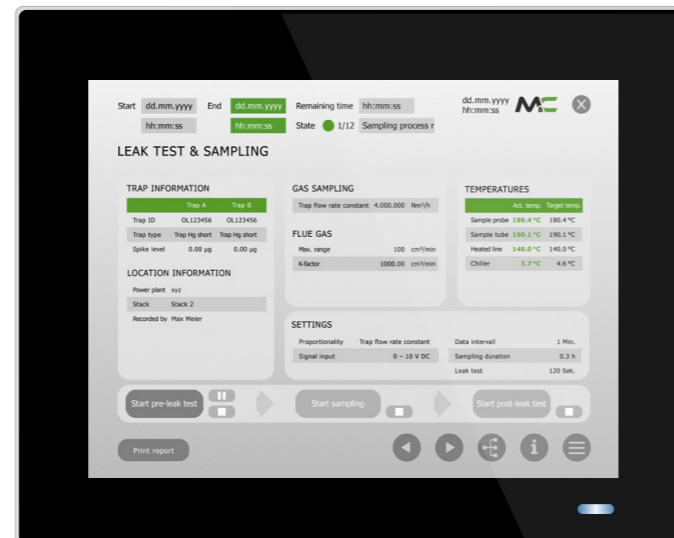 Start dd.mm.yyyy End dd.mm.yyyy Remaining time hh:mm:ss dd.mm.yyyy M&C
hh:mm:ss
hh:mm:ss hh:mm:ss State 1/12 Sampling process r
LEAK TEST & SAMPLING
TRAP INFORMATION
Trap A Trap B
Trap ID OL123456 OL123456
Trap type Trap Hg short Trap Hg short
Spike level 0.00 µg 0.00 µg
LOCATION INFORMATION
Power plant xyz
Stack Stack 2
Recorded by Max Meier
GAS SAMPLING
Trap flow rate constant 4.000.000 Nm³/h
FLUE GAS
Max. range 100 cm³/min
K-factor 1000.00 cm³/min
TEMPERATURES
Act. temp. Target temp.
Sample probe 180.4 °C 180.4 °C
Sample tube 190.1 °C 190.1 °C
Heated line 140.0 °C 140.0 °C
Chiller 3.7 °C 4.6 °C
SETTINGS
Proportionality Trap flow rate constant
Signal input 0 – 10 V DC
Data intervall 1 Min.
Sampling duration 0.3 h
Leak test 120 Sek.
Start pre-leak test
Start sampling
Start post-leak test
Print report